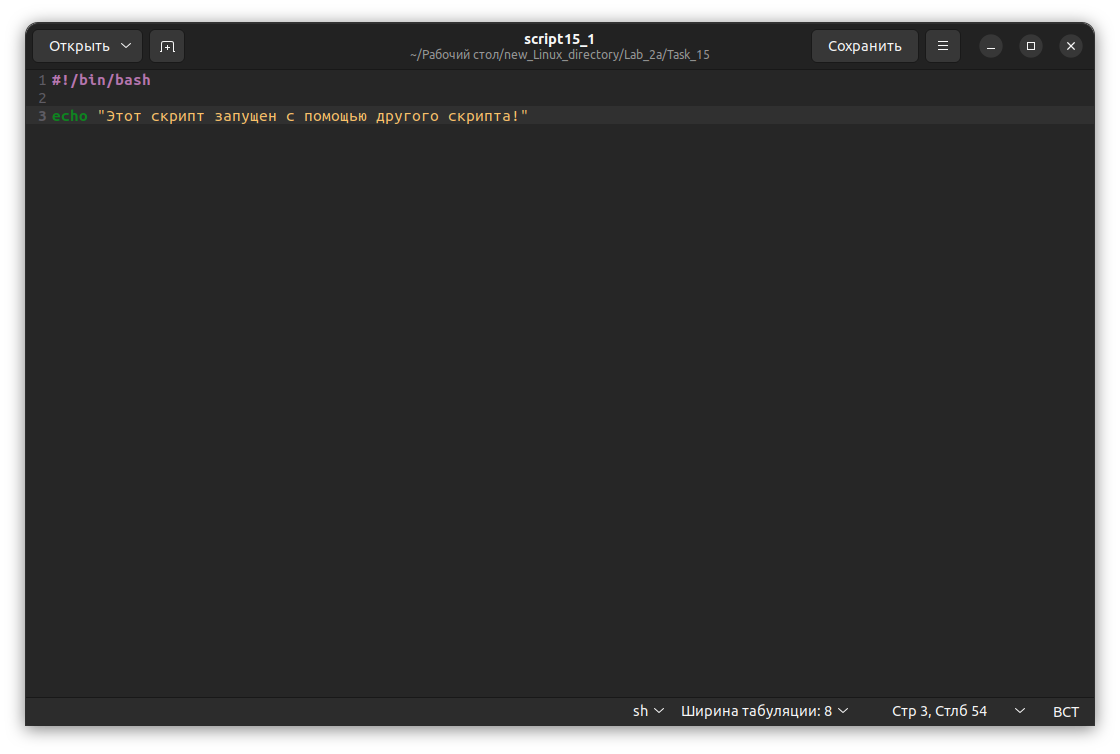 Открыть
script15_1
~/Рабочий стол/new_Linux_directory/Lab_2a/Task_15
Сохранить
1 #!/bin/bash
2
3 echo "Этот скрипт запущен с помощью другого скрипта!"
sh Ширина табуляции: 8 Стр 3, Стлб 54 ВСТ